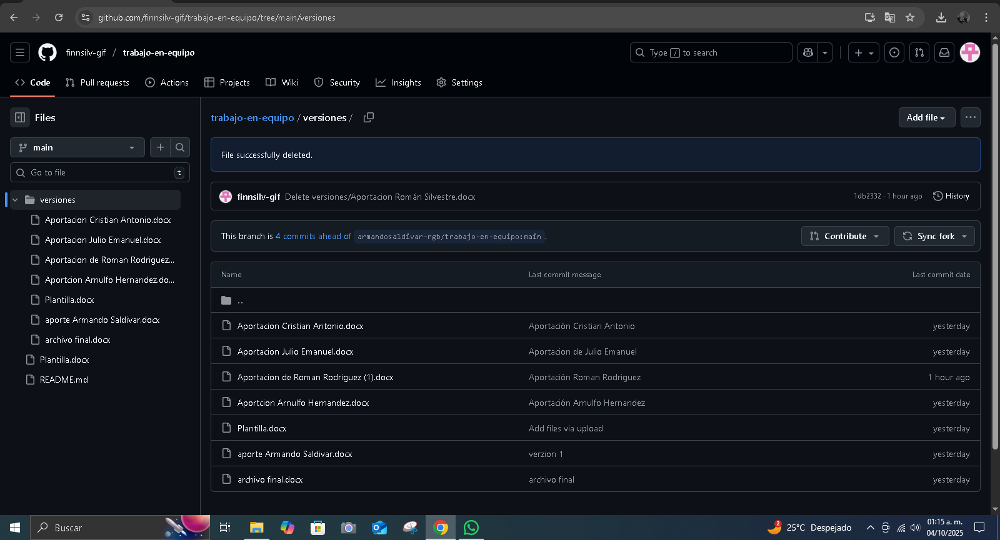 github.com/finnsilv-gif/trabajo-en-equipo/tree/main/versiones
finnsilv-gif / trabajo-en-equipo
Type / to search
Code
Pull requests
Actions
Projects
Wiki
Security
Insights
Settings
Files
main
Go to file
t
versiones
Aportacion Cristian Antonio.docx
Aportacion Julio Emanuel.docx
Aportacion de Roman Rodriguez...
Aportcion Arnulfo Hernandez.do...
Plantilla.docx
aporte Armando Saldivar.docx
archivo final.docx
Plantilla.docx
README.md
trabajo-en-equipo / versiones /
Add file
File successfully deleted.
finnsilv-gif Delete versiones/Aportacion Román Silvestre.docx
1db2332 · 1 hour ago
History
This branch is 4 commits ahead of armandosaldivar-rgb/trabajo-en-equipo:main .
Contribute
Sync fork
Name Last commit message Last commit date
..
Aportacion Cristian Antonio.docx Aportación Cristian Antonio yesterday
Aportacion Julio Emanuel.docx Aportacion de Julio Emanuel yesterday
Aportacion de Roman Rodriguez (1).docx Aportación Roman Rodriguez 1 hour ago
Aportcion Arnulfo Hernandez.docx Aportación Arnulfo Hernandez yesterday
Plantilla.docx Add files via upload yesterday
aporte Armando Saldivar.docx verzion 1 yesterday
archivo final.docx archivo final yesterday
Buscar
2
25°C Despejado
01:15 a. m.
04/10/2025